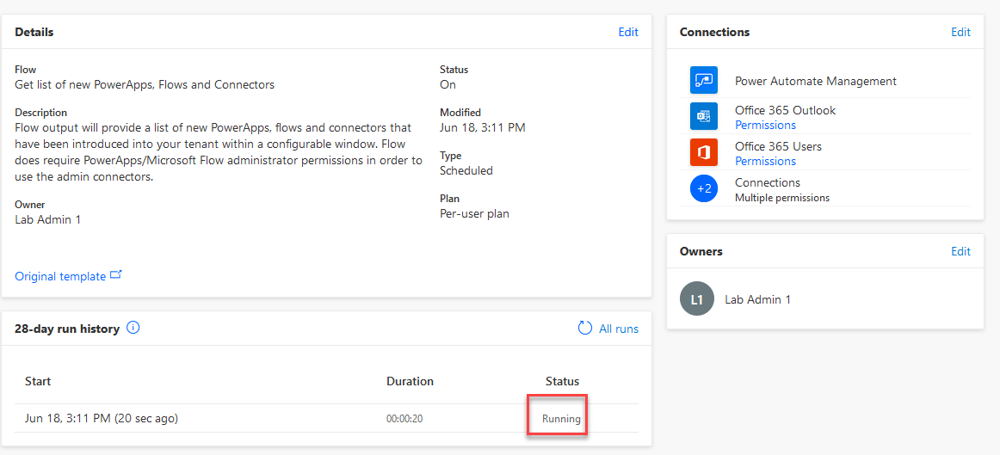 Details
Edit
Flow
Get list of new PowerApps, Flows and Connectors
Description
Flow output will provide a list of new PowerApps, flows and connectors
that have been introduced into your tenant within a configurable window. Flow
does require PowerApps/Microsoft Flow administrator permissions in order to
use the admin connectors.
Owner
Lab Admin 1
Status
On
Modified
Jun 18, 3:11 PM
Type
Scheduled
Plan
Per-user plan
Original template
28-day run history
All runs
Start Duration Status
Jun 18, 3:11 PM (20 sec ago) 00:00:20 Running
Connections
Edit
Power Automate Management
Office 365 Outlook
Permissions
Office 365 Users
Permissions
+2
Connections
Multiple permissions
Owners
Edit
L1
Lab Admin 1